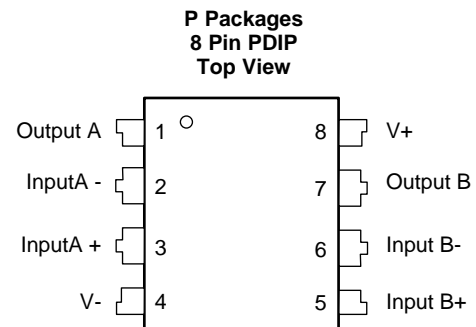 P Packages
8 Pin PDIP
Top View
Output A 1 8 V+
InputA - 2 7 Output B
InputA + 3 6 Input B-
V- 4 5 Input B+